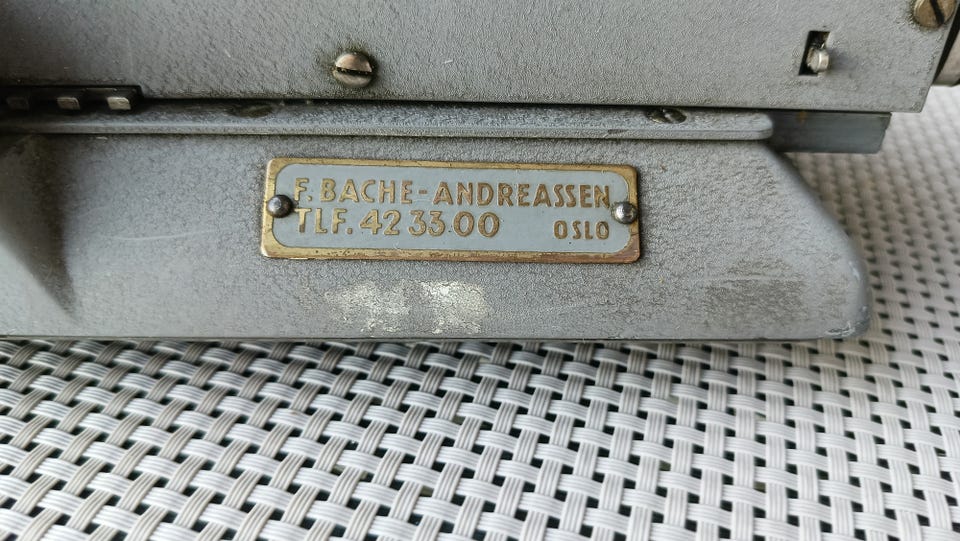 F. BACHE-ANDREASSEN
TLF. 42 33 00 OSLO